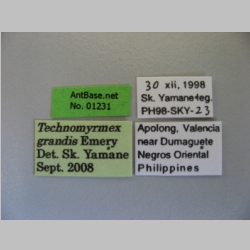 AntBase.net
No. 01231
30 xii, 1998
Sk. Yamane leg.
PH98-SKY-23
Technomyrmex
grandis Emery
Det. Sk. Yamane
Sept. 2008
Apolong, Valencia
near Dumaguete
Negros Oriental
Philippines